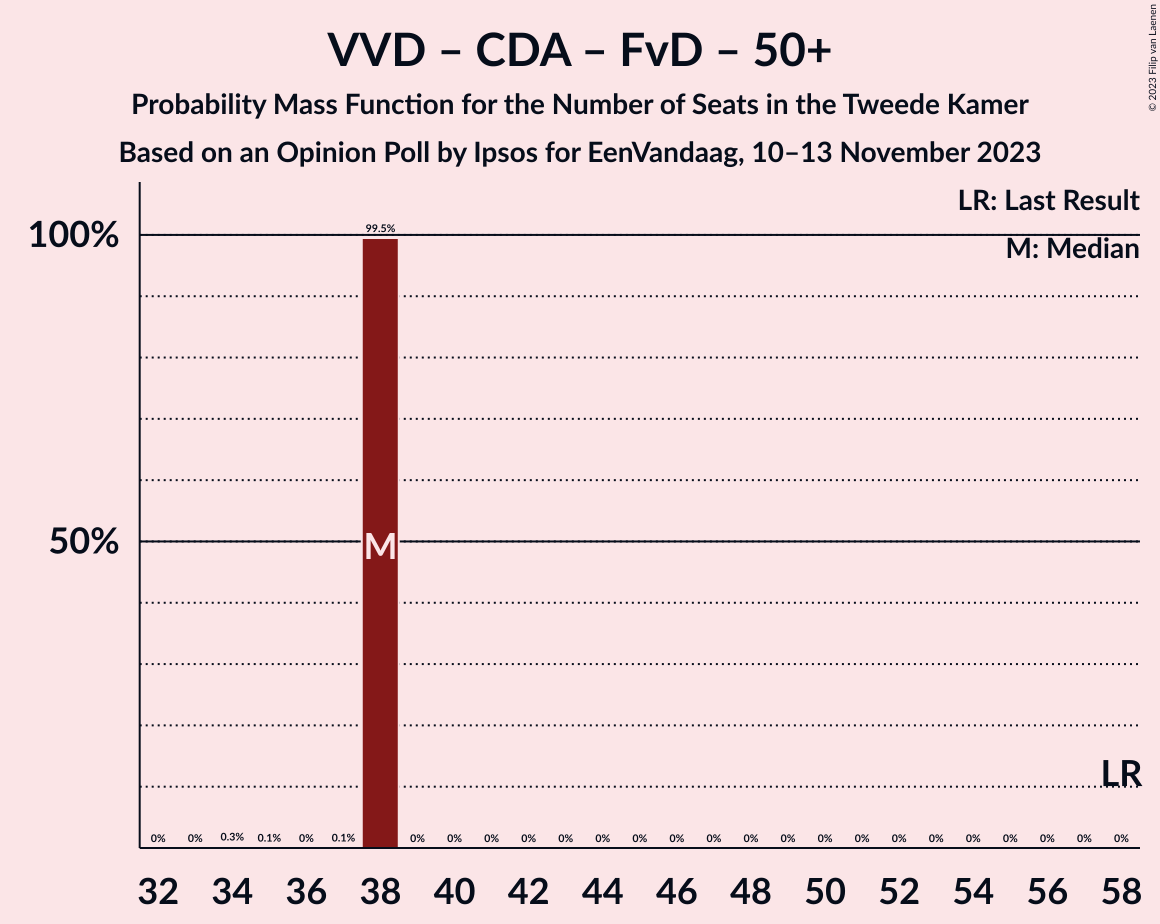 VVD – CDA – FvD – 50+
Probability Mass Function for the Number of Seats in the Tweede Kamer
Based on an Opinion Poll by Ipsos for EenVandaag, 10–13 November 2023
© 2023 Filip van Laenen
LR: Last Result
M: Median
100%
99.5%
50%
M
LR
0% 0% 0.3% 0.1% 0% 0.1% 0% 0% 0% 0% 0% 0% 0% 0% 0% 0% 0% 0% 0% 0% 0% 0% 0% 0% 0% 0%
32 34 36 38 40 42 44 46 48 50 52 54 56 58